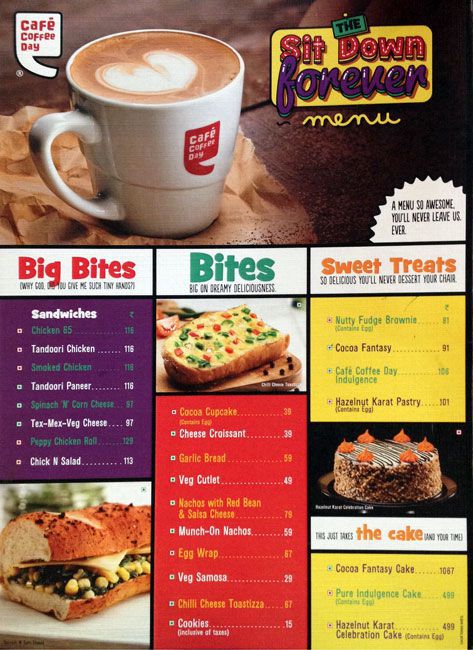 Café
Coffee
Day
®
Café
Coffee
Day
THE
Sit Down
forever
menu
A MENU SO AWESOME,
YOU'LL NEVER LEAVE US.
EVER.
Big Bites
(WHY GOD, DID YOU GIVE ME SUCH TINY HANDS?)
Sandwiches ₹
Chicken 65 116
Tandoori Chicken ....... 116
Smoked Chicken 116
Tandoori Paneer........ 116
Spinach 'N' Corn Cheese... 97
Tex-Mex-Veg Cheese.... 97
Peppy Chicken Roll....... 129
Chick N Salad.......... 113
Spinach N Corn Cheese
Bites
BIG ON DREAMY DELICIOUSNESS.
Chilli Cheese Toastizza
Cocoa Cupcake 39
(Contains Egg)
Cheese Croissant 39
Garlic Bread 59
Veg Cutlet 49
Nachos with Red Bean
& Salsa Cheese 79
Munch-On Nachos 59
Egg Wrap 67
Veg Samosa 29
Chilli Cheese Toastizza 67
Cookies 15
(inclusive of taxes)
Sweet Treats
SO DELICIOUS YOU'LL NEVER DESSERT YOUR CHAIR.
₹
Nutty Fudge Brownie 81
(Contains Egg)
Cocoa Fantasy 91
Café Coffee Day 106
Indulgence
Hazelnut Karat Pastry 101
(Contains Egg)
Hazelnut Karat Celebration Cake
THIS JUST TAKES the cake (AND YOUR TIME)
Cocoa Fantasy Cake 1067
Pure Indulgence Cake 499
(Contains Egg)
Hazelnut Karat 499
Celebration Cake (Contains Egg)